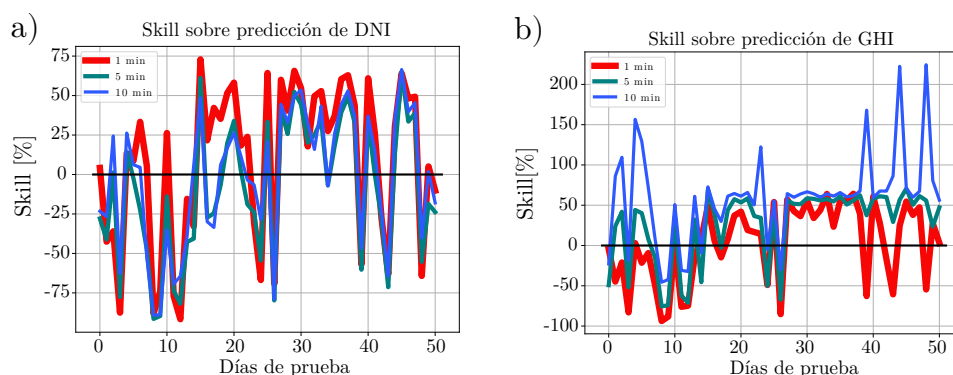 a)
Skill sobre predicción de DNI
75
50
25
0
-25
-50
-75
Skill [%]
1 min
5 min
10 min
0 10 20 30 40 50
Días de prueba
b)
Skill sobre predicción de GHI
200
150
100
50
0
-50
-100
Skill[%]
1 min
5 min
10 min
0 10 20 30 40 50
Días de prueba